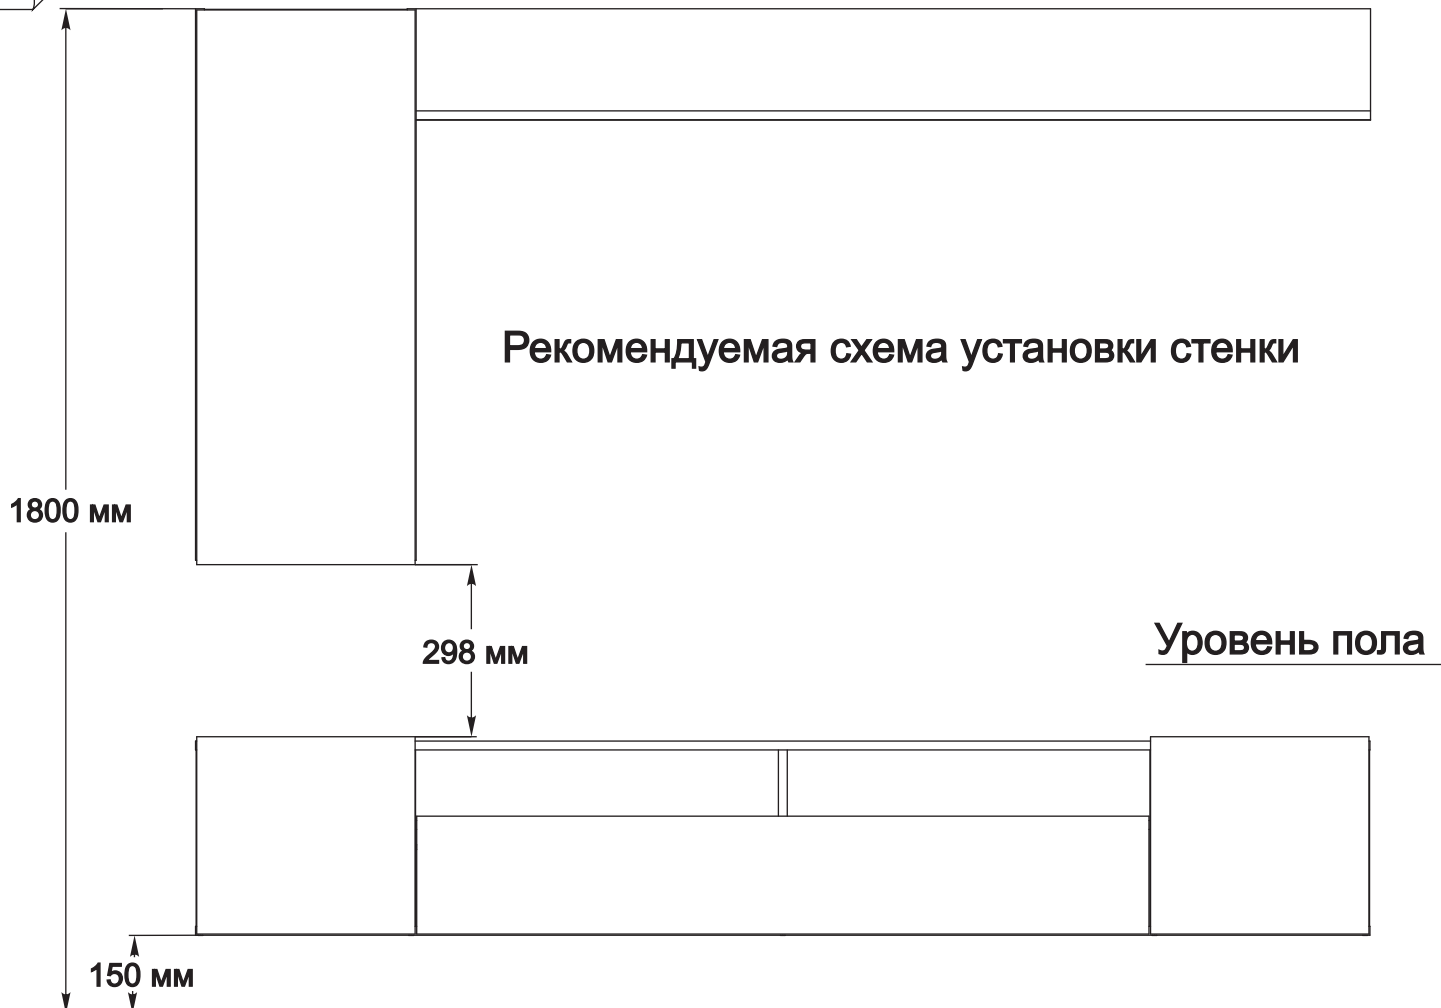 Рекомендуемая схема установки стенки
1800 мм
298 мм
Уровень пола
150 мм